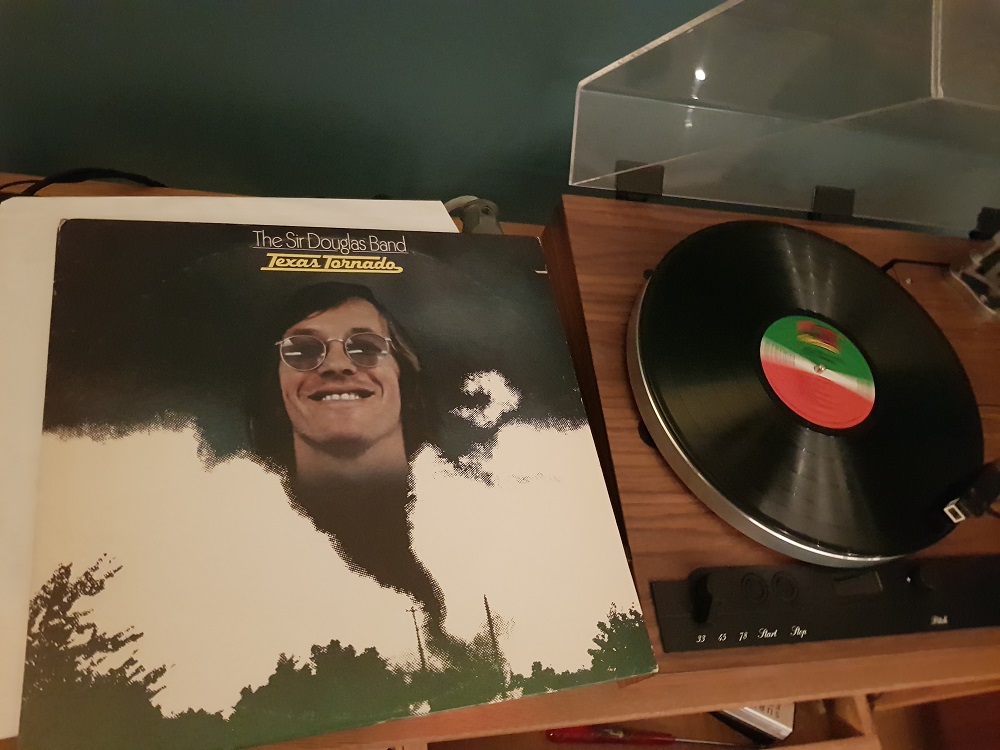 The Sir Douglas Band
Texas Tornado
33 45 78 Start Stop
Pitch